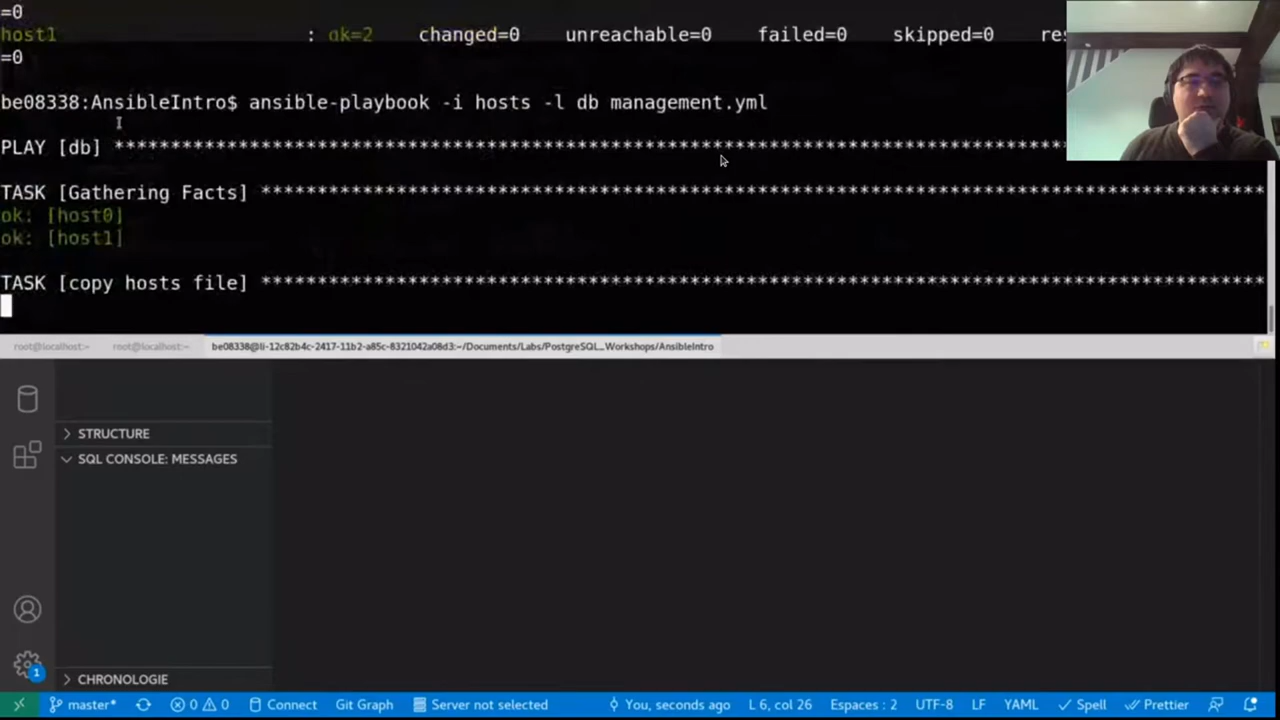 =0
host1 : ok=2 changed=0 unreachable=0 failed=0 skipped=0
=0
be08338:AnsibleIntro$ ansible-playbook -i hosts -l db management.yml
PLAY [db] ******************************************************************************************
TASK [Gathering Facts] ******************************************************************************************
ok: [host0]
ok: [host1]
TASK [copy hosts file] ******************************************************************************************
root@localhost:~ root@localhost:~ be08338@li-12c82b4c-2417-11b2-a85c-8321042a08d3:~/Documents/Labs/PostgreSQL_Workshops/AnsibleIntro
STRUCTURE
SQL CONSOLE: MESSAGES
1
CHRONOLOGIE
master* 0 0 Connect Git Graph Server not selected You, seconds ago L 6, col 26 Espaces : 2 UTF-8 LF YAML Spell Prettier